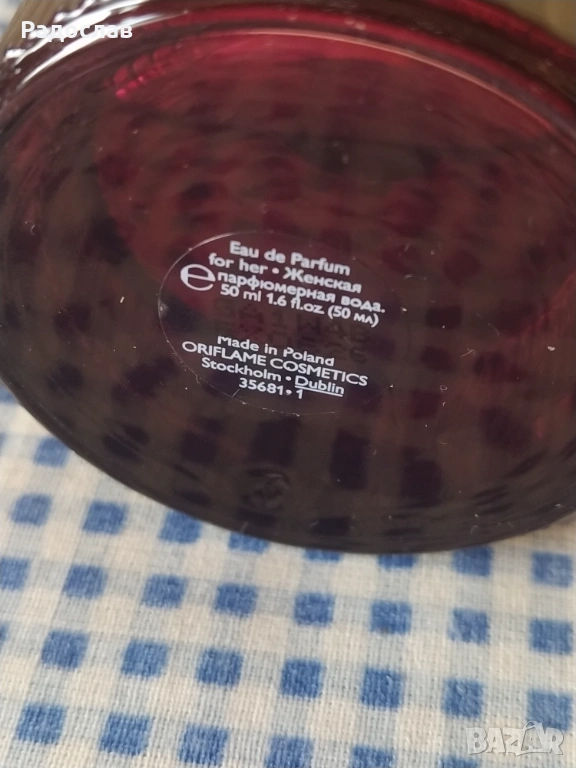 Радослав
Eau de Parfum
for her • Женская
парфюмерная вода.
50 ml 1.6 fl.oz (50 мл)
Made in Poland
ORIFLAME COSMETICS
Stockholm • Dublin
35681•1
BAZAR